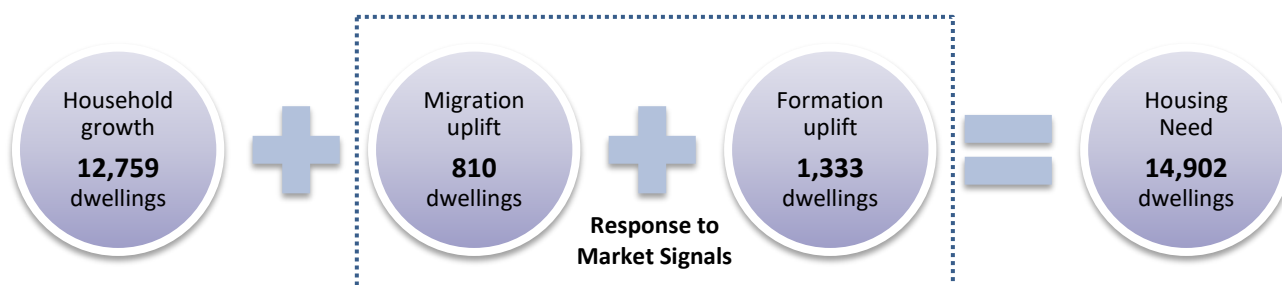 Household
growth
12,759
dwellings
Migration
uplift
810
dwellings
Response to
Market Signals
Formation
uplift
1,333
dwellings
Housing
Need
14,902
dwellings